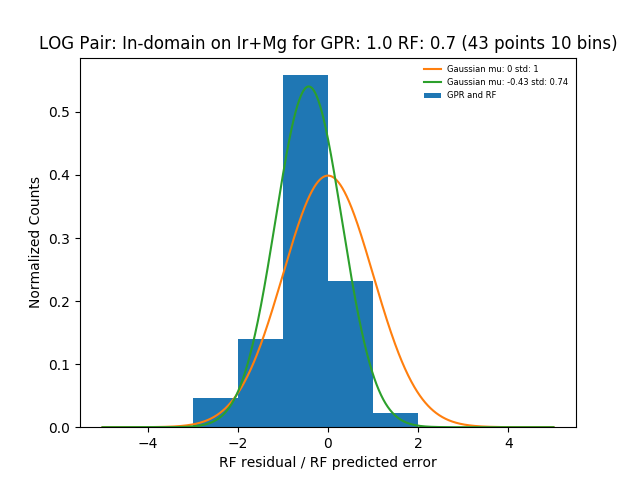 LOG Pair: In-domain on Ir+Mg for GPR: 1.0 RF: 0.7 (43 points 10 bins)
Gaussian mu: 0 std: 1
Gaussian mu: -0.43 std: 0.74
GPR and RF
Normalized Counts
0.5
0.4
0.3
0.2
0.1
0.0
−4 −2 0 2 4
RF residual / RF predicted error